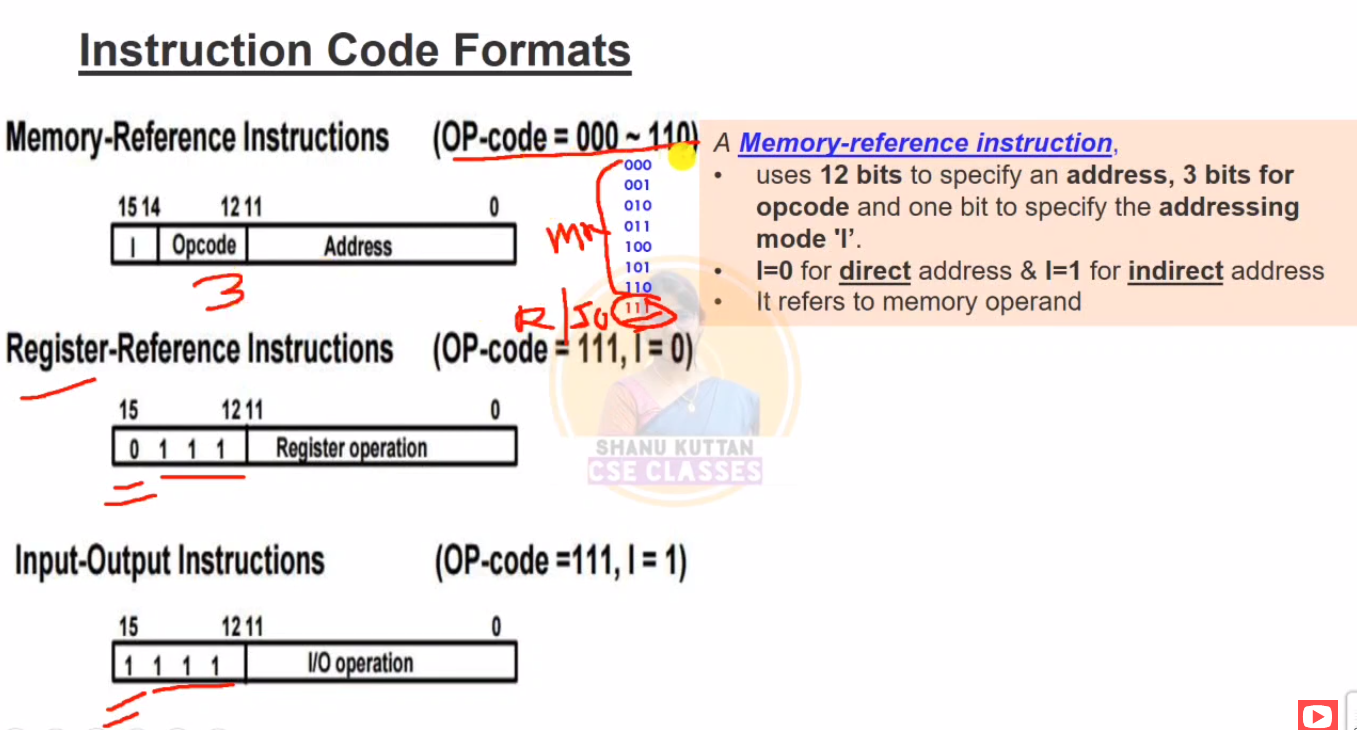 Instruction Code Formats
Memory-Reference Instructions (OP-code = 000 ~ 110)
000
001
010
011
100
101
110
111
MR
R/IO
15 14 12 11 0
I Opcode Address
3
A Memory-reference instruction,
• uses 12 bits to specify an address, 3 bits for
opcode and one bit to specify the addressing
mode 'I’.
• I=0 for direct address & I=1 for indirect address
• It refers to memory operand
Register-Reference Instructions (OP-code = 111, I = 0)
15 12 11 0
0 1 1 1 Register operation
SHANU KUTTAN
CSE CLASSES
Input-Output Instructions (OP-code =111, I = 1)
15 12 11 0
1 1 1 1 I/O operation